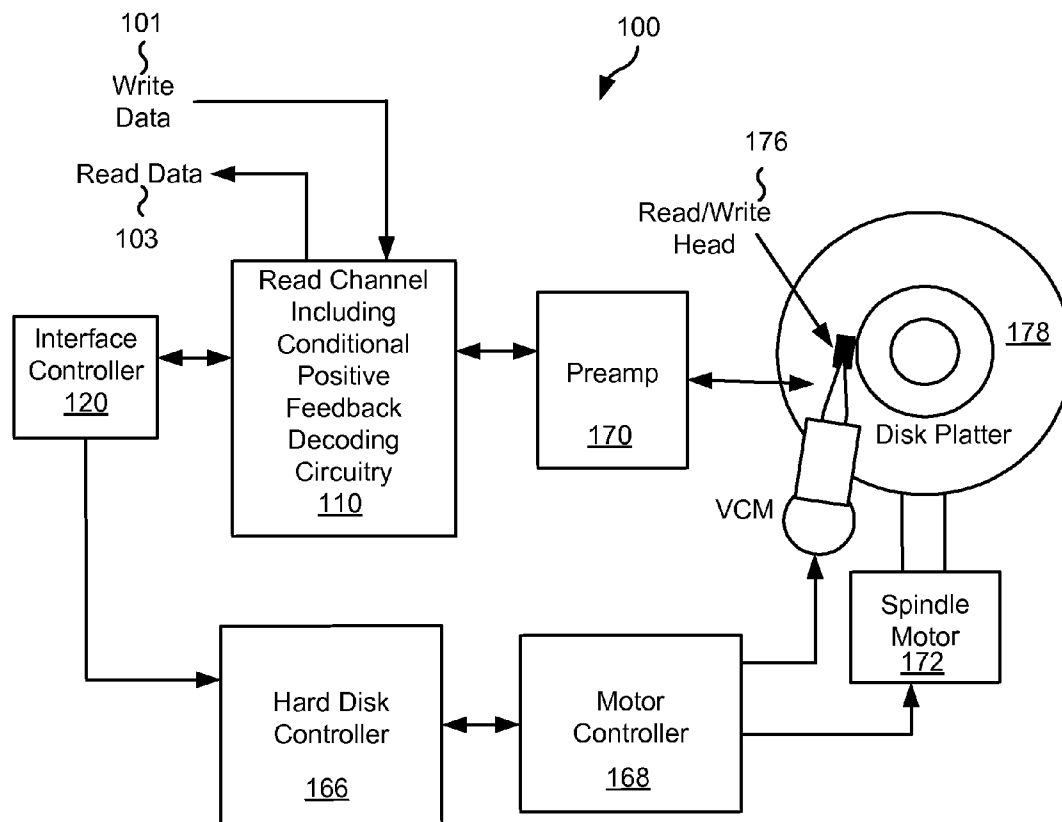 101
Write
Data
100
Read Data
103
176
Read/Write
Head
Read Channel
Including
Conditional
Positive
Feedback
Decoding
Circuitry
110
Interface
Controller
120
Preamp
170
178
Disk Platter
VCM
Spindle
Motor
172
Hard Disk
Controller
166
Motor
Controller
168